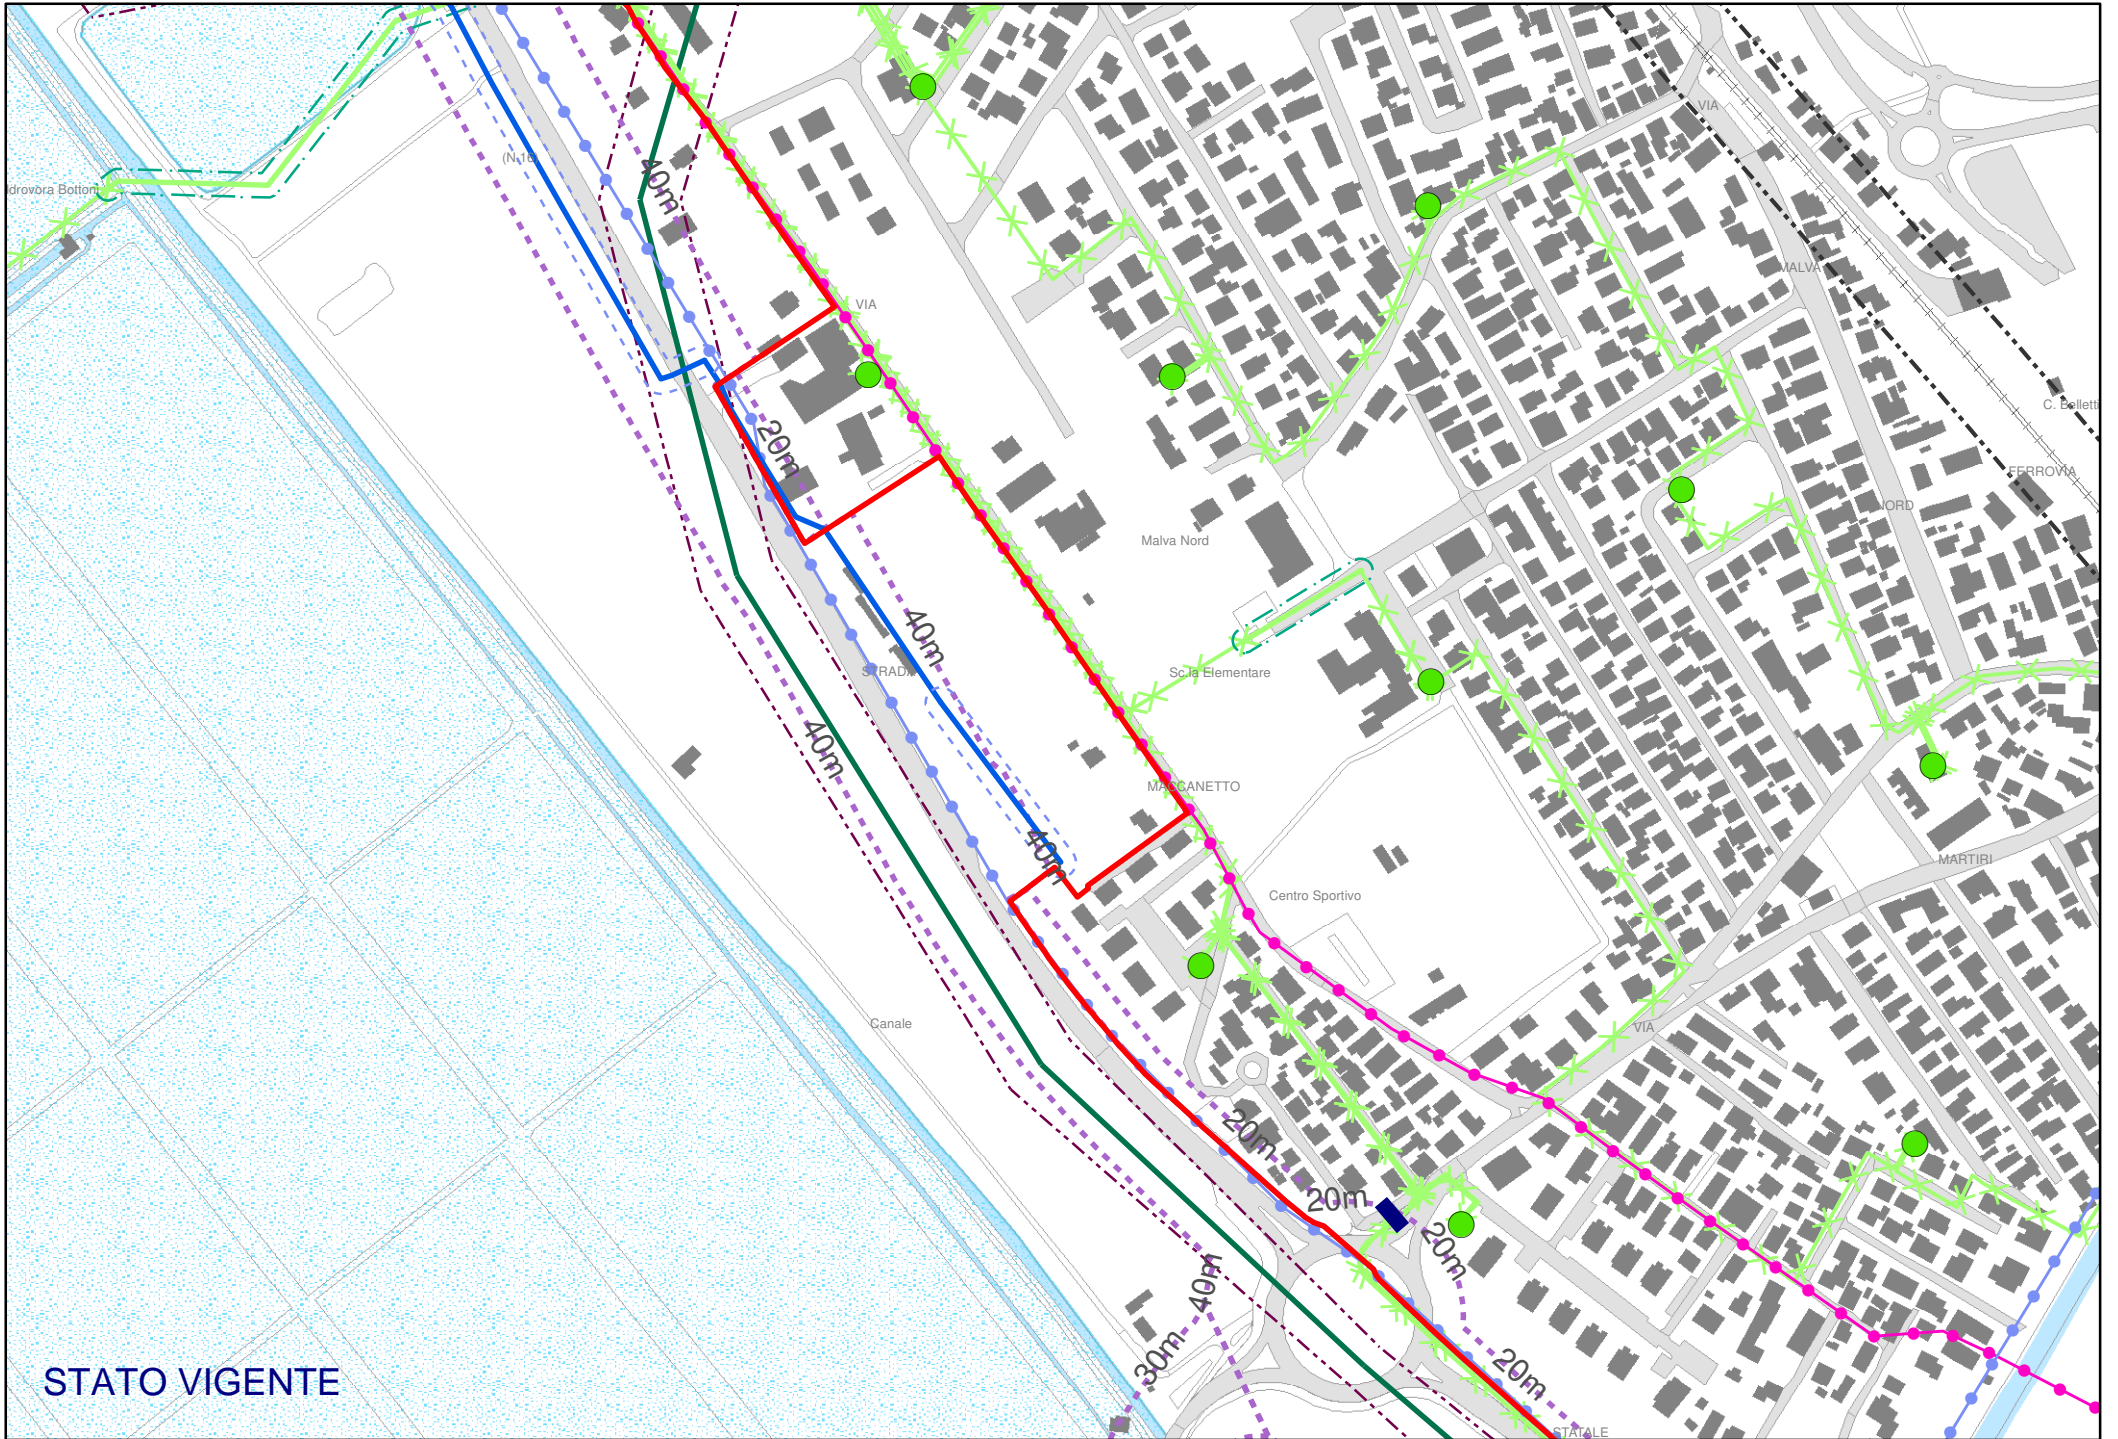 VIA
(N.16)
40m
Idrovora Bottoni
MALVA
VIA
C. Belletti
20m
FERROVIA
NORD
Malva Nord
40m
STRADA
Sc.la Elementare
40m
MACCANETTO
40m
MARTIRI
Centro Sportivo
Canale
VIA
20m
20m
20m
40m
30m
20m
STATO VIGENTE
STATALE